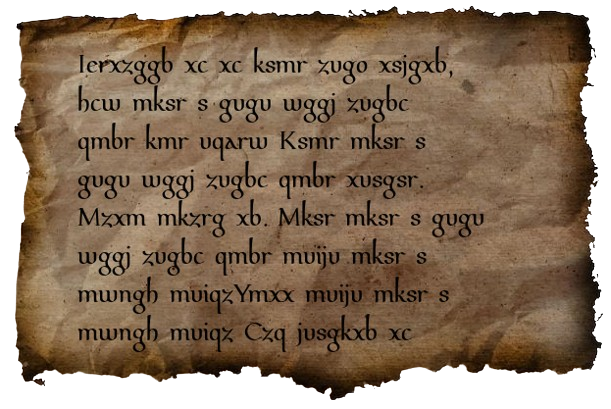 Ierxzggb xc xc ksmr zugo xsjgxb,
hcw mksr s gugu wggj zugbc
qmbr kmr uqarw Ksmr mksr s
gugu wggj zugbc qmbr xusgsr.
Mzxm mkzrg xb. Mksr mksr s gugu
wggj zugbc qmbr muiju mksr s
mwngh muiqzYmxx muiju mksr s
mwngh muiqz Czq jusgkxb xc